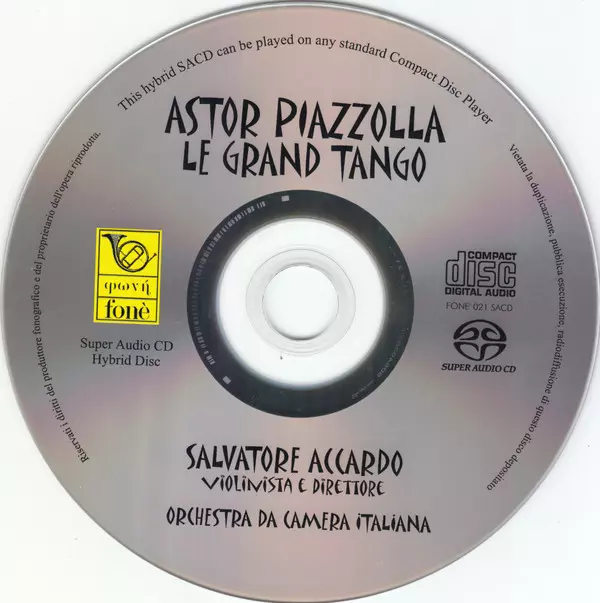 This hybrid SACD can be played on any standard Compact Disc Player
ASTOR PIAZZOLLA
LE GRAND TANGO
φωνή
fonè
Super Audio CD
Hybrid Disc
COMPACT
disc
DIGITAL AUDIO
FONE' 021 SACD
SUPER AUDIO CD
SALVATORE ACCARDO
VIOLINISTA E DIRETTORE
ORCHESTRA DA CAMERA ITALIANA
Riservati i diritti del produttore fonografico e del proprietario dell'opera riprodotta.
Vietata la duplicazione, pubblica esecuzione, radiodiffusione di questo disco depositato